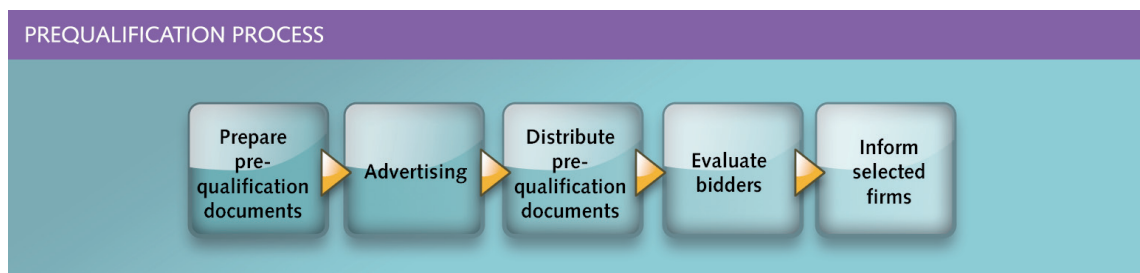 PREQUALIFICATION PROCESS
Prepare
pre-
qualification
documents
Advertising
Distribute
pre-
qualification
documents
Evaluate
bidders
Inform
selected
firms